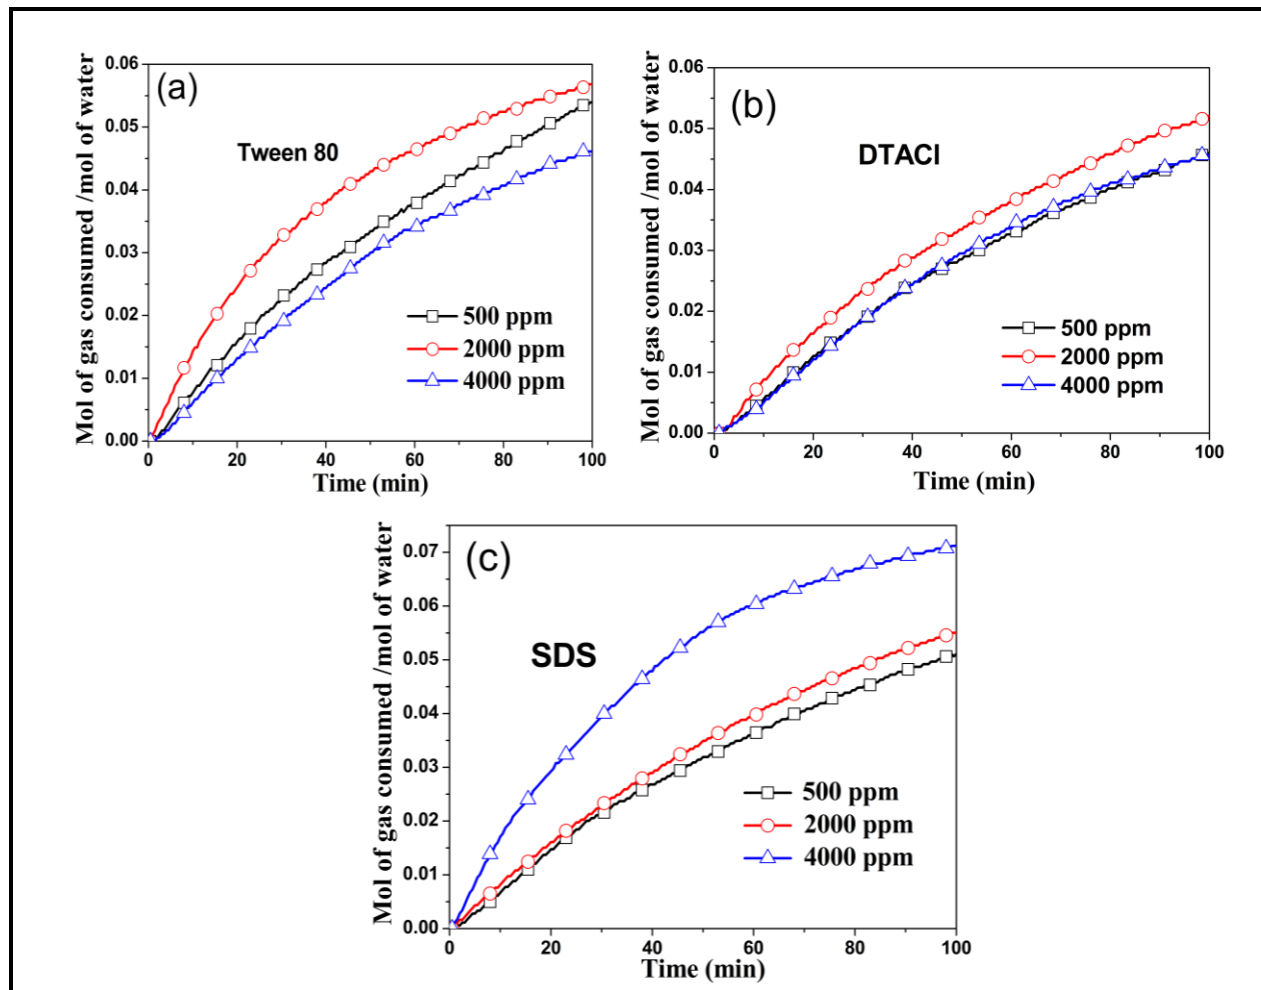 (a)
Tween 80
Mol of gas consumed /mol of water
0.06
0.05
0.04
0.03
0.02
0.01
0.00
0 20 40 60 80 100
Time (min)
500 ppm
2000 ppm
4000 ppm
(b)
DTACl
Mol of gas consumed /mol of water
0.06
0.05
0.04
0.03
0.02
0.01
0.00
0 20 40 60 80 100
Time (min)
500 ppm
2000 ppm
4000 ppm
(c)
SDS
Mol of gas consumed /mol of water
0.07
0.06
0.05
0.04
0.03
0.02
0.01
0.00
0 20 40 60 80 100
Time (min)
500 ppm
2000 ppm
4000 ppm